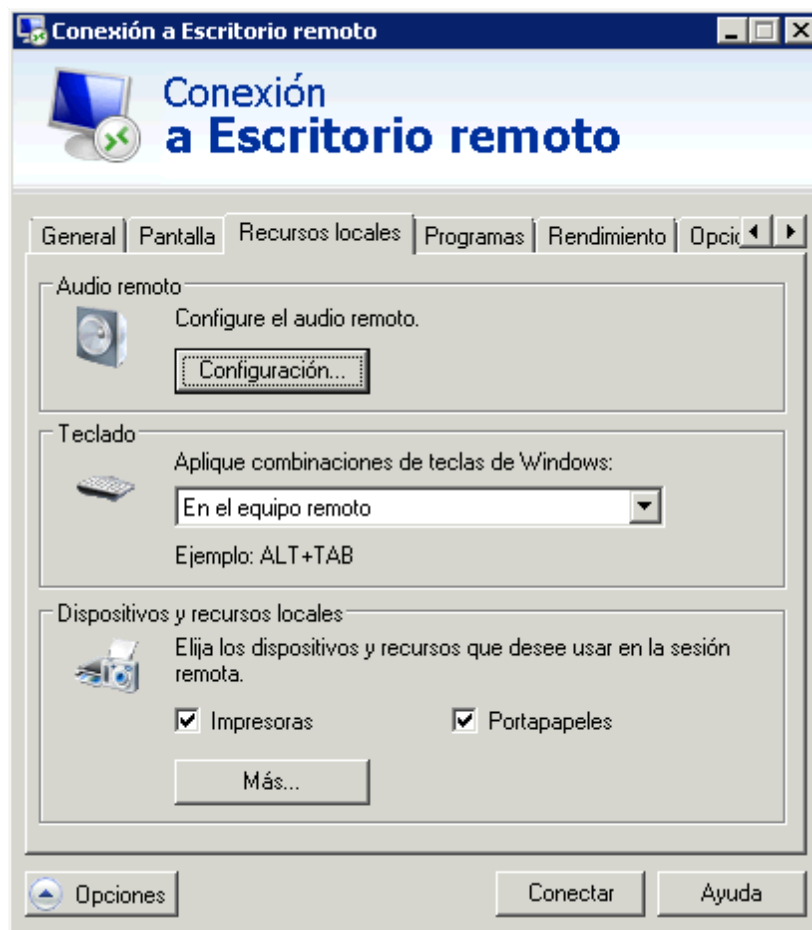 Conexión a Escritorio remoto
Conexión
a Escritorio remoto
General
Pantalla
Recursos locales
Programas
Rendimiento
Audio remoto
Configure el audio remoto.
Configuración...
Teclado
Aplique combinaciones de teclas de Windows:
En el equipo remoto
Ejemplo: ALT+TAB
Dispositivos y recursos locales
Elija los dispositivos y recursos que desee usar en la sesión
remota.
Impresoras
Portapapeles
Más...
Opciones
Conectar
Ayuda